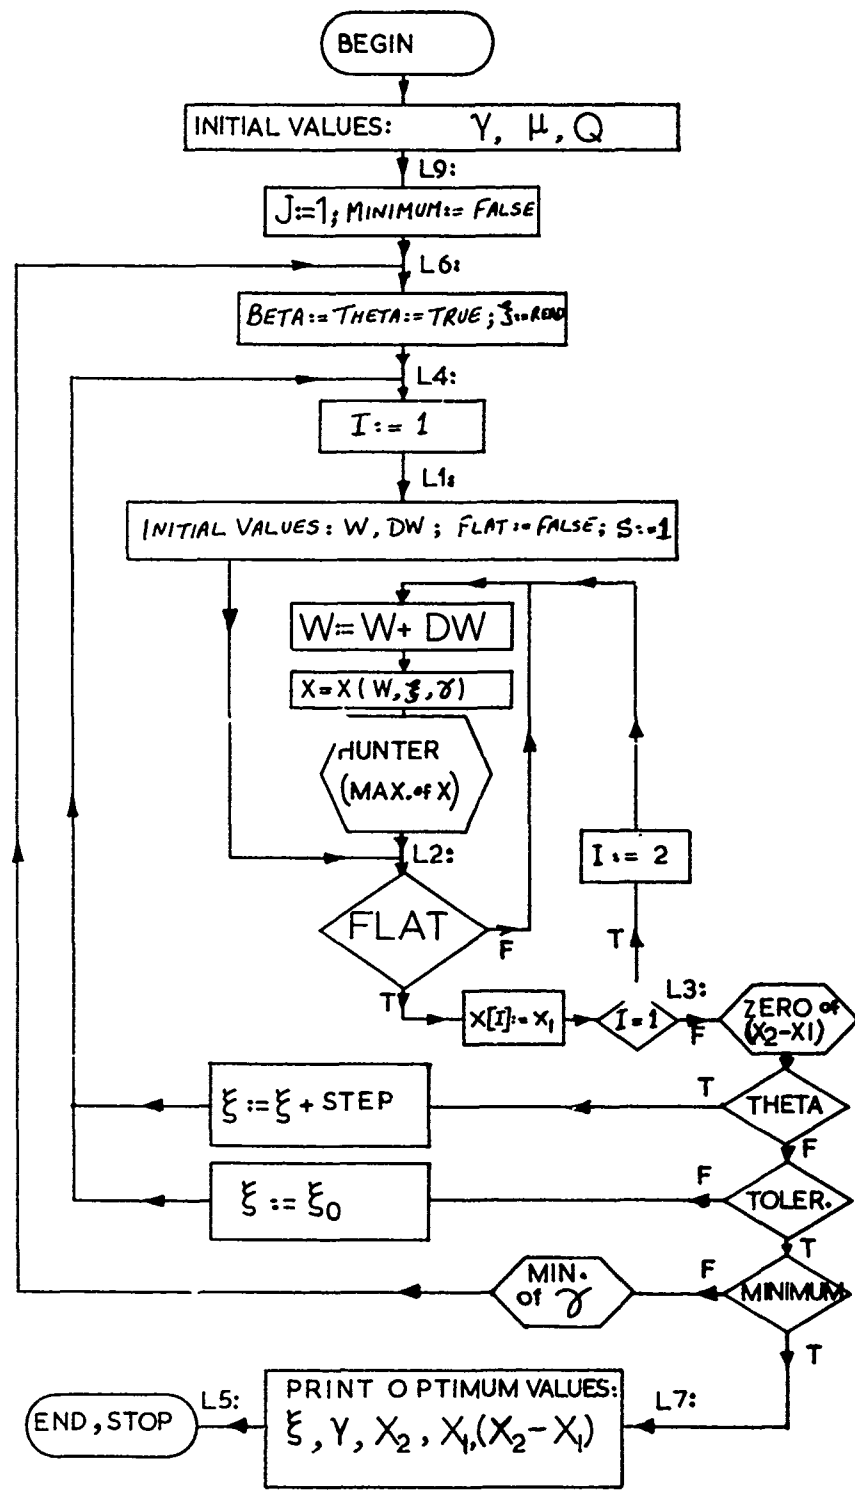 BEGIN
INITIAL VALUES: γ, μ, Q
L9:
J:=1; MINIMUM:= FALSE
L6:
BETA:= THETA:= TRUE; ξ:=READ
L4:
I:= 1
L1:
INITIAL VALUES: W, DW; FLAT:= FALSE; S:=1
W:= W+ DW
X=X(W,ξ,γ)
HUNTER
(MAX.of X)
L2:
I:= 2
FLAT
F
T
T
X[I]:=X₁
I=1
L3:
F
ZERO of
(X₂-X1)
ξ:=ξ+STEP
T
THETA
F
ξ:=ξ₀
F
TOLER.
T
MIN.
of γ
F
MINIMUM
T
L5:
PRINT OPTIMUM VALUES:
L7:
END, STOP
ξ, γ, X₂, X₁,(X₂-X₁)